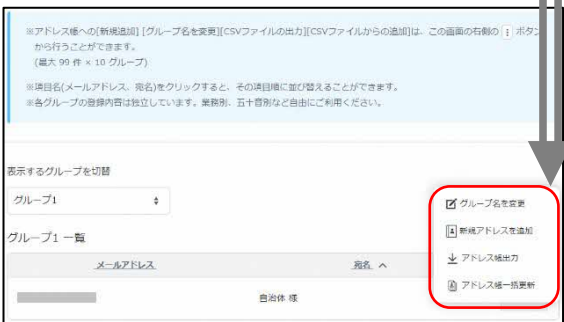 ※アドレス帳への[新規追加] [グループ名を変更][CSVファイルの出力][CSVファイルからの追加]は、この画面の右側の ⋮ ボタン
から行うことができます。
(最大 99 件 × 10 グループ)
※項目名(メールアドレス、宛名)をクリックすると、その項目順に並び替えることができます。
※各グループの登録内容は独立しています。業務別、五十音別など自由にご利用ください。
表示するグループを切替
グループ1
グループ名を変更
新規アドレスを追加
アドレス帳出力
アドレス帳一括更新
グループ1 一覧
メールアドレス 宛名
自治体 様